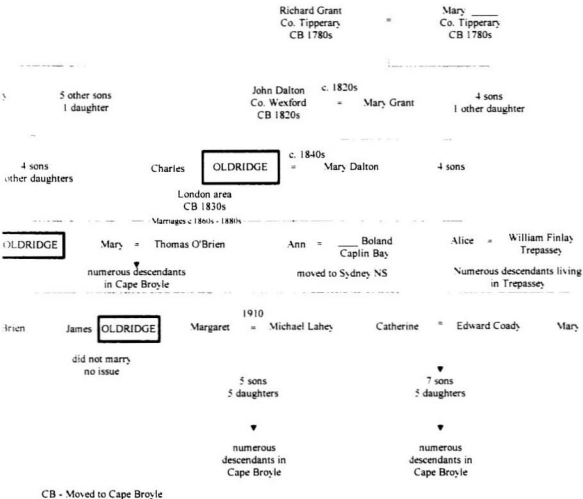 Richard Grant = Mary ____
Co. Tipperary Co. Tipperary
CB 1780s CB 1780s
5 other sons
1 daughter
John Dalton c. 1820s
Co. Wexford = Mary Grant
CB 1820s
4 sons
1 other daughter
4 sons
other daughters
c. 1840s
Charles OLDRIDGE = Mary Dalton 4 sons
London area
CB 1830s
Marriages c 1860s - 1880s
OLDRIDGE Mary = Thomas O'Brien Ann = ____ Boland Alice = William Finlay
Caplin Bay Trepassey
numerous descendants moved to Sydney NS Numerous descendants living
in Cape Broyle in Trepassey
1910
Brien James OLDRIDGE Margaret = Michael Lahey Catherine = Edward Coady Mary
did not marry
no issue
5 sons 7 sons
5 daughters 5 daughters
numerous numerous
descendants in descendants in
Cape Broyle Cape Broyle
CB - Moved to Cape Broyle